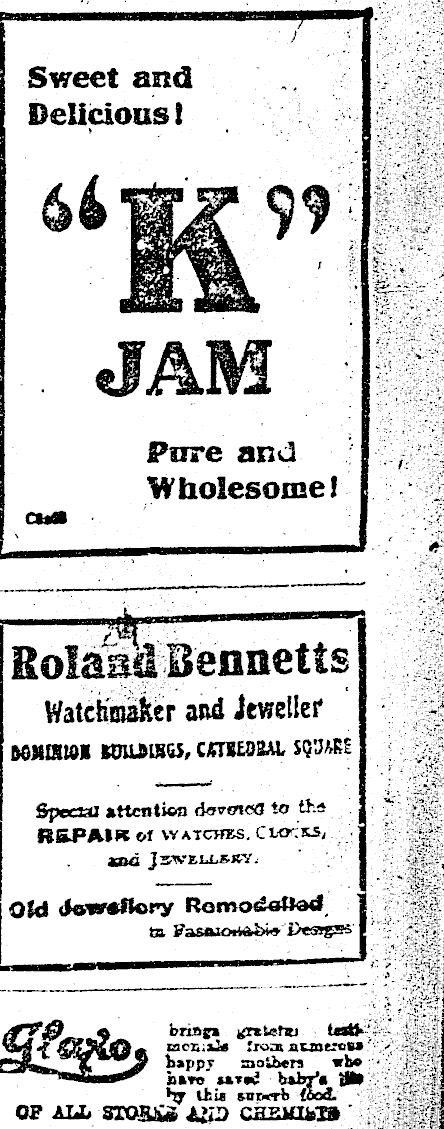 Sweet and
Delicious!
“K”
JAM
Pure and
Wholesome!
Roland Bennetts
Watchmaker and Jeweller
DOMINION BUILDINGS, CATHEDRAL SQUARE
Special attention devoted to the
REPAIR of WATCHES, CLOCKS,
and JEWELLERY.
Old Jewellery Remodelled
in Fashionable Designs
Glaxo, brings grateful testi-
monials from numerous
happy mothers who
have saved baby's life
by this superb food.
OF ALL STORES AND CHEMISTS